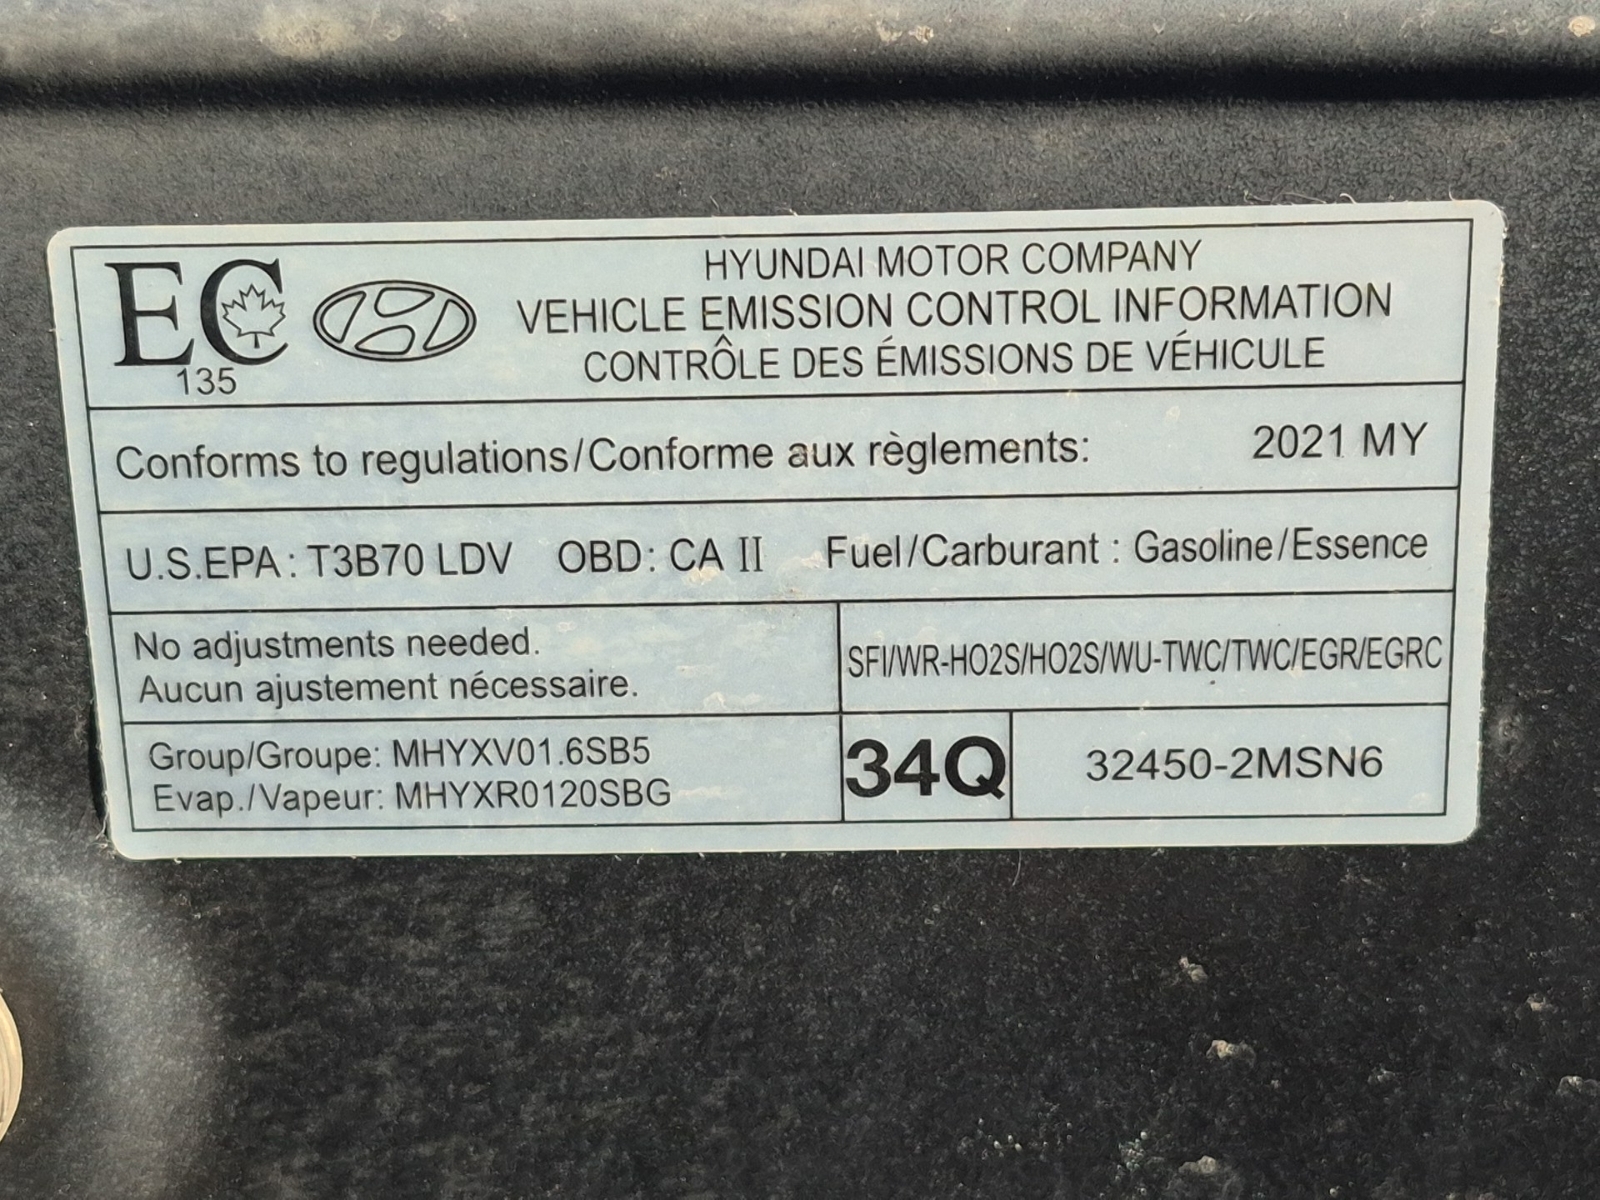 EC
135
HYUNDAI MOTOR COMPANY
VEHICLE EMISSION CONTROL INFORMATION
CONTRÔLE DES ÉMISSIONS DE VÉHICULE
Conforms to regulations/Conforme aux règlements: 2021 MY
U.S.EPA: T3B70 LDV OBD: CA II Fuel/Carburant : Gasoline/Essence
No adjustments needed.
Aucun ajustement nécessaire.
SFI/WR-HO2S/HO2S/WU-TWC/TWC/EGR/EGRC
Group/Groupe: MHYXV01.6SB5
Evap./Vapeur: MHYXR0120SBG
34Q
32450-2MSN6